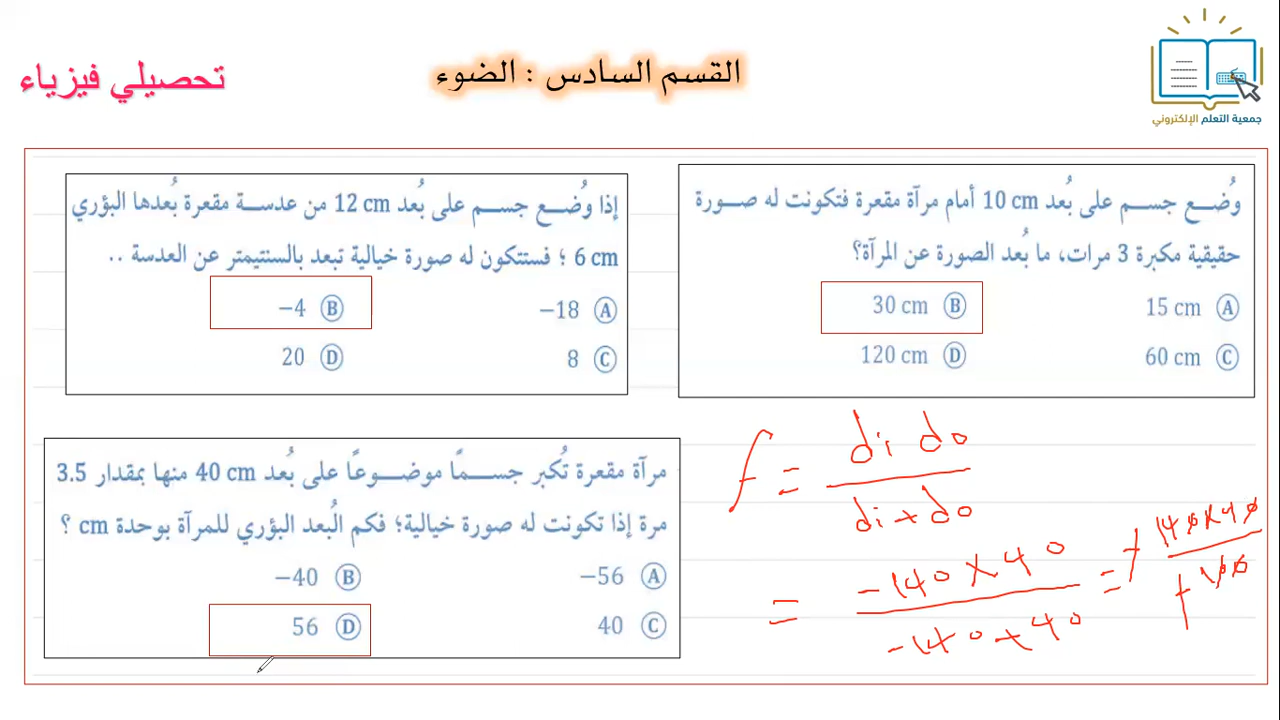 القسم السادس : الضوء
تحصيلي فيزياء
جمعية التعلم الإلكتروني
وُضع جسم على بُعد 10 cm أمام مرآة مقعرة فتكونت له صورة
حقيقية مكبرة 3 مرات، ما بُعد الصورة عن المرآة؟
A 15 cm B 30 cm
C 60 cm D 120 cm
إذا وُضع جسم على بُعد 12 cm من عدسة مقعرة بُعدها البؤري
6 cm ؛ فستتكون له صورة خيالية تبعد بالسنتيمتر عن العدسة ..
A −18 B −4
C 8 D 20
مرآة مقعرة تُكبر جسمًا موضوعًا على بُعد 40 cm منها بمقدار 3.5
مرة إذا تكونت له صورة خيالية؛ فكم البُعد البؤري للمرآة بوحدة cm ؟
A −56 B −40
C 40 D 56
f = di do
di + do
= -140 × 40 = + 140 × 40
-140 + 40 + 100